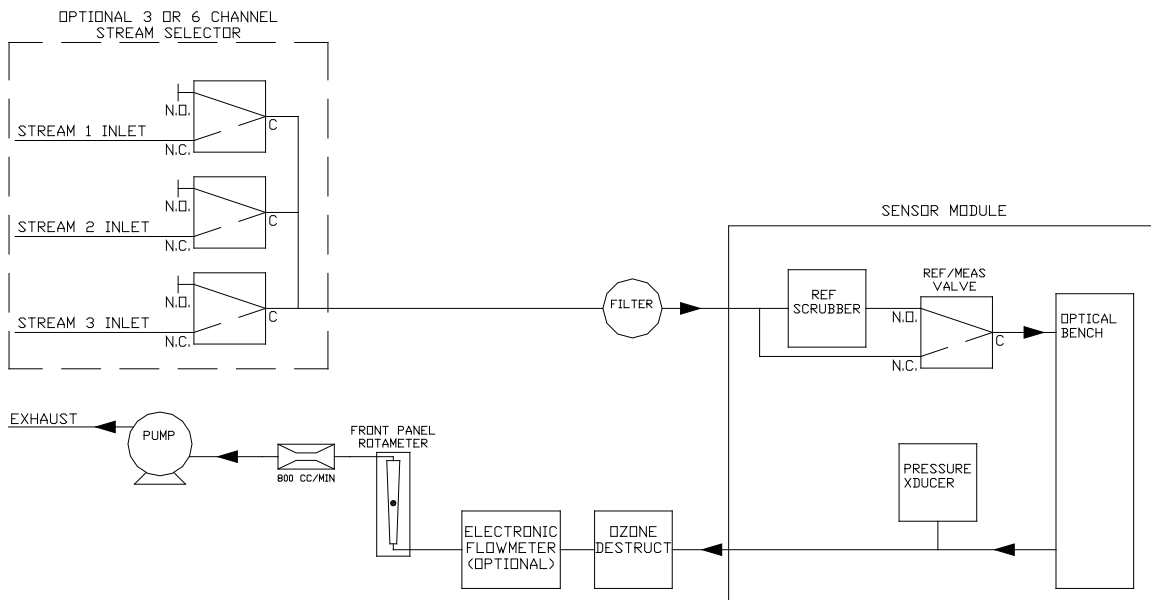 OPTIONAL 3 OR 6 CHANNEL
STREAM SELECTOR
N.O.
C
STREAM 1 INLET
N.C.
N.O.
C
STREAM 2 INLET
N.C.
N.O.
C
STREAM 3 INLET
N.C.
FILTER
SENSOR MODULE
REF
SCRUBBER
REF/MEAS
VALVE
N.O.
C
N.C.
OPTICAL
BENCH
PRESSURE
XDUCER
OZONE
DESTRUCT
ELECTRONIC
FLOWMETER
(OPTIONAL)
FRONT PANEL
ROTAMETER
800 CC/MIN
PUMP
EXHAUST